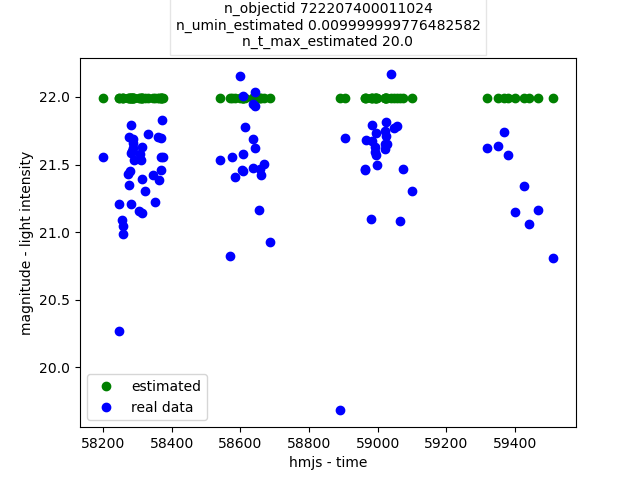 n_objectid 722207400011024
n_umin_estimated 0.009999999776482582
n_t_max_estimated 20.0
22.0
21.5
21.0
20.5
20.0
magnitude - light intensity
estimated
real data
58200 58400 58600 58800 59000 59200 59400
hmjs - time